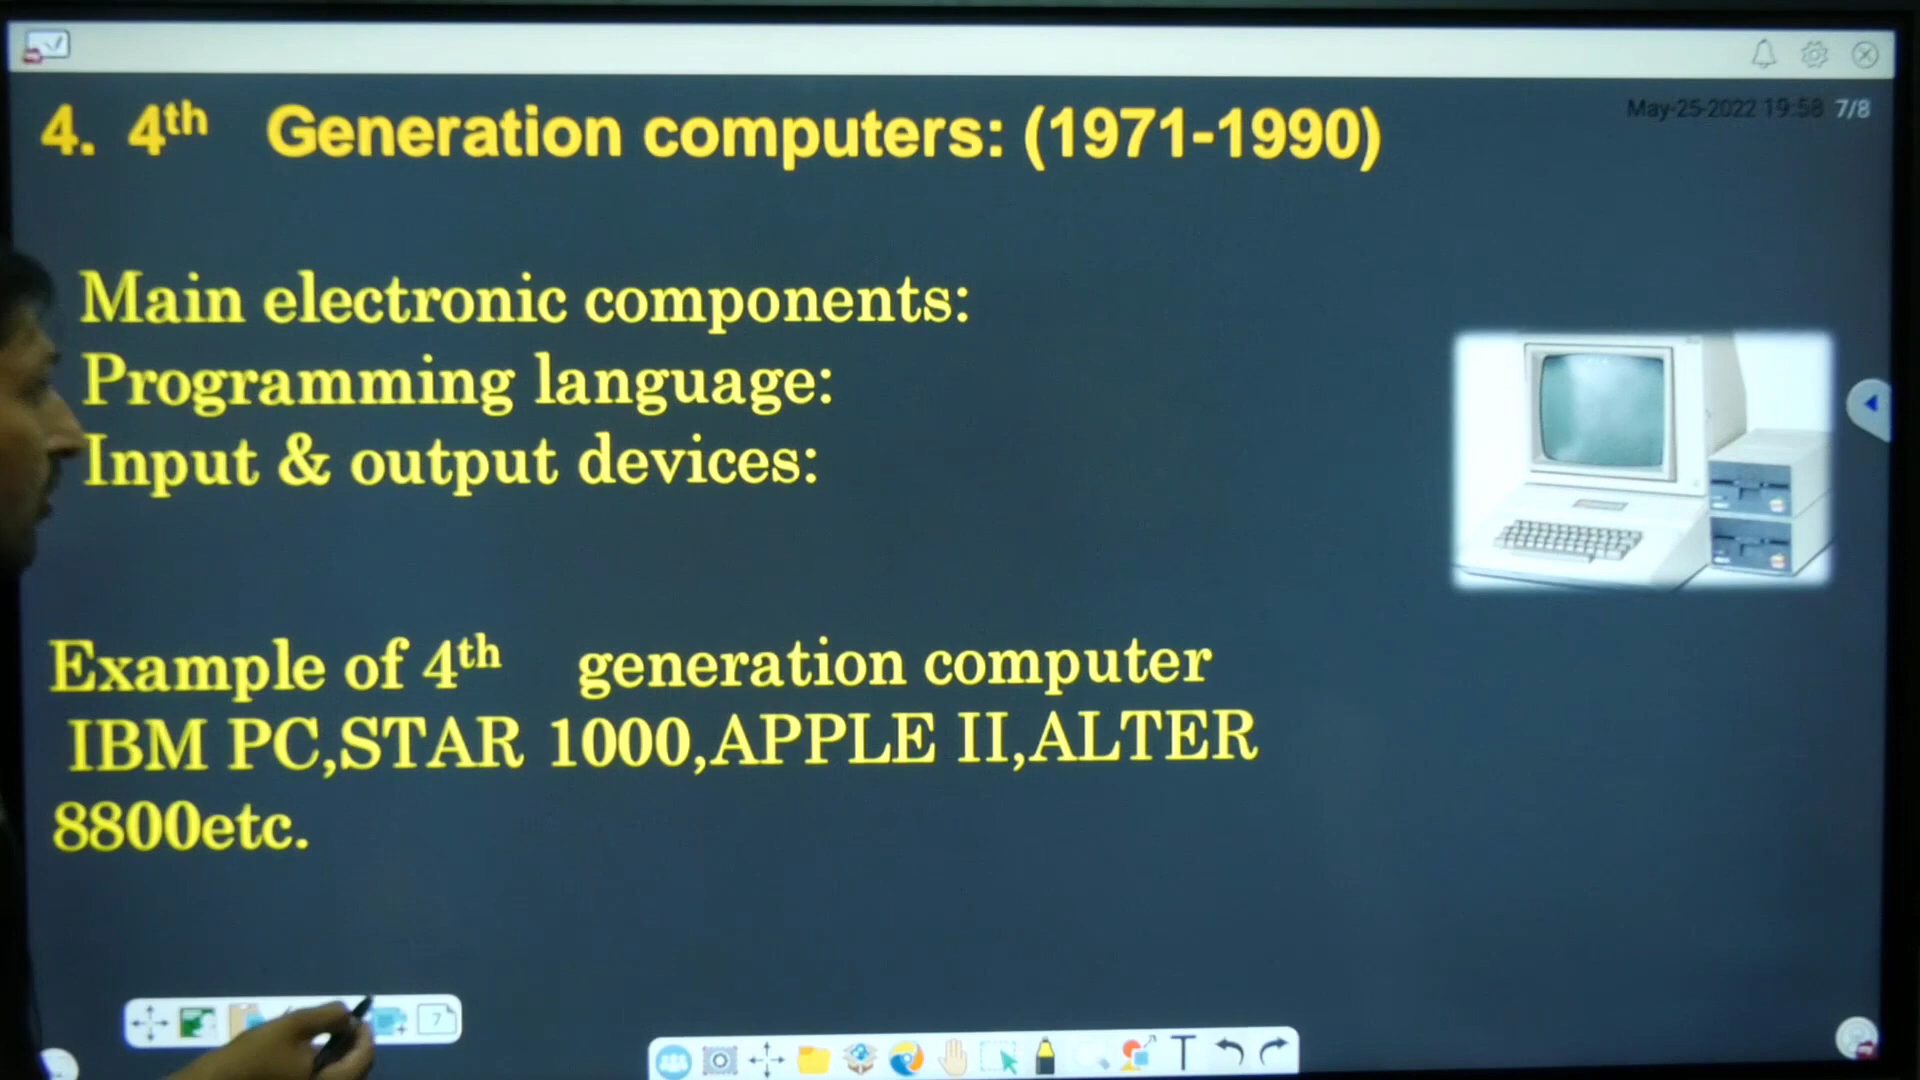 May-25-2022 19:58 7/8
4. 4th Generation computers: (1971-1990)
Main electronic components:
Programming language:
Input & output devices:
Example of 4th generation computer
IBM PC,STAR 1000,APPLE II,ALTER
8800etc.
7
T